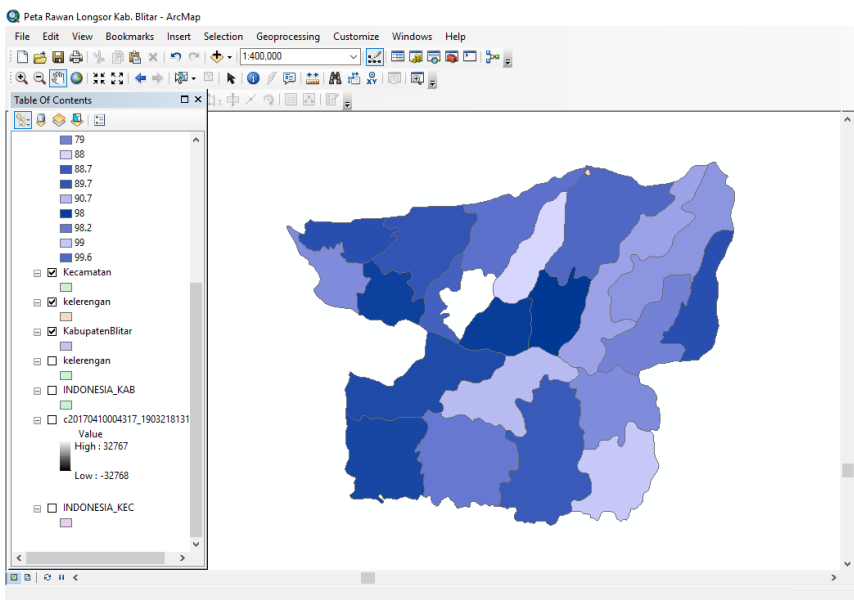 Peta Rawan Longsor Kab. Blitar - ArcMap
File Edit View Bookmarks Insert Selection Geoprocessing Customize Windows Help
1:400,000
Table Of Contents
79
88
88.7
89.7
90.7
98
98.2
99
99.6
Kecamatan
kelerengan
KabupatenBlitar
kelerengan
INDONESIA_KAB
c20170410004317_1903218131
Value
High : 32767
Low : -32768
INDONESIA_KEC